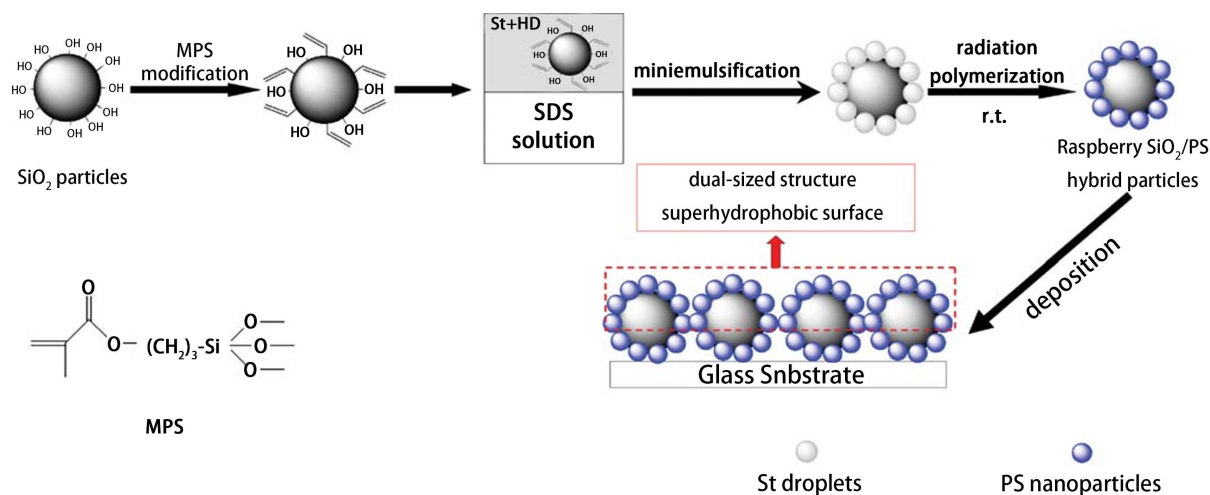 HO OH OH OH
HO OH
HO OH
HO OH
HO OH OH
SiO₂ particles
MPS
modification
HO OH
HO OH
HO OH
St+HD
HO OH
HO OH
HO OH
SDS
solution
miniemulsification
radiation
polymerization
r.t.
Raspberry SiO₂/PS
hybrid particles
dual-sized structure
superhydrophobic surface
deposition
Glass Snbstrate
O
O (CH₂)₃-Si
O
O
O
MPS
St droplets
PS nanoparticles